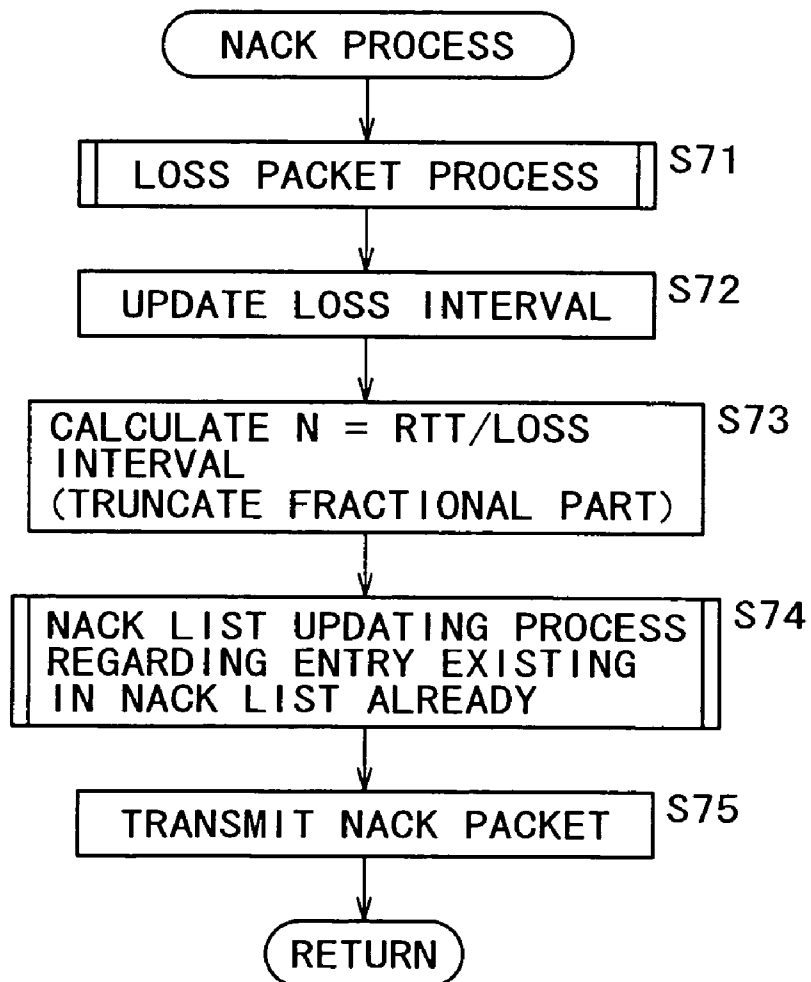 NACK PROCESS
LOSS PACKET PROCESS
S71
UPDATE LOSS INTERVAL
S72
CALCULATE N = RTT/LOSS
INTERVAL
(TRUNCATE FRACTIONAL PART)
S73
NACK LIST UPDATING PROCESS
REGARDING ENTRY EXISTING
IN NACK LIST ALREADY
S74
TRANSMIT NACK PACKET
S75
RETURN